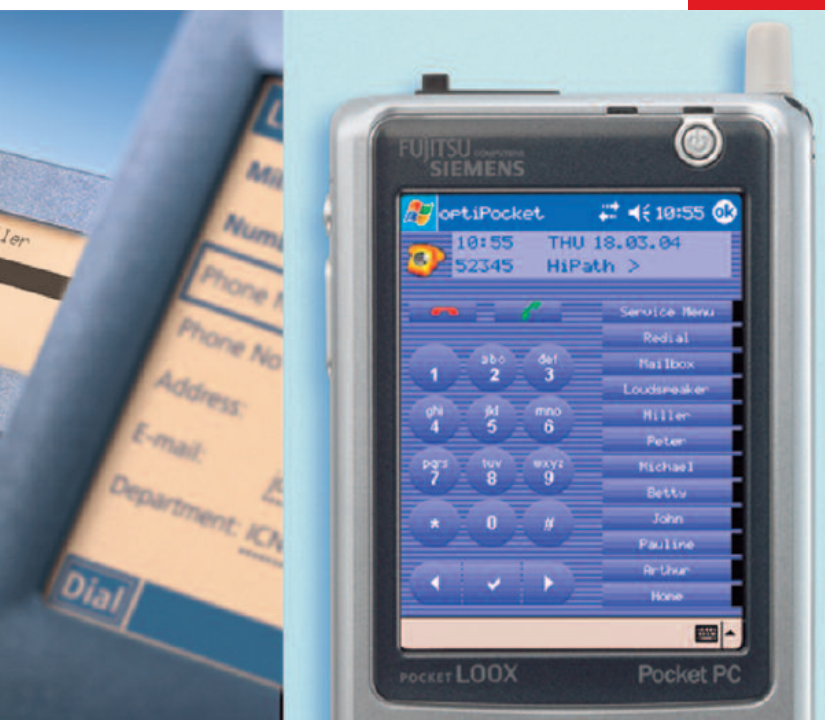 Mil
Num
Phone N
Phone No
Address:
E-mail:
Department: ICN
Dial
FUJITSU COMPUTERS
SIEMENS
optiPocket 10:55 ok
10:55 THU 18.03.04
52345 HiPath >
Service Menu
Redial
Mailbox
Loudspeaker
Miller
Peter
Michael
Betty
John
Pauline
Arthur
None
1
abc
2
def
3
ghi
4
jkl
5
mno
6
pqrs
7
tuv
8
wxyz
9
* 0 #
POCKET LOOX Pocket PC